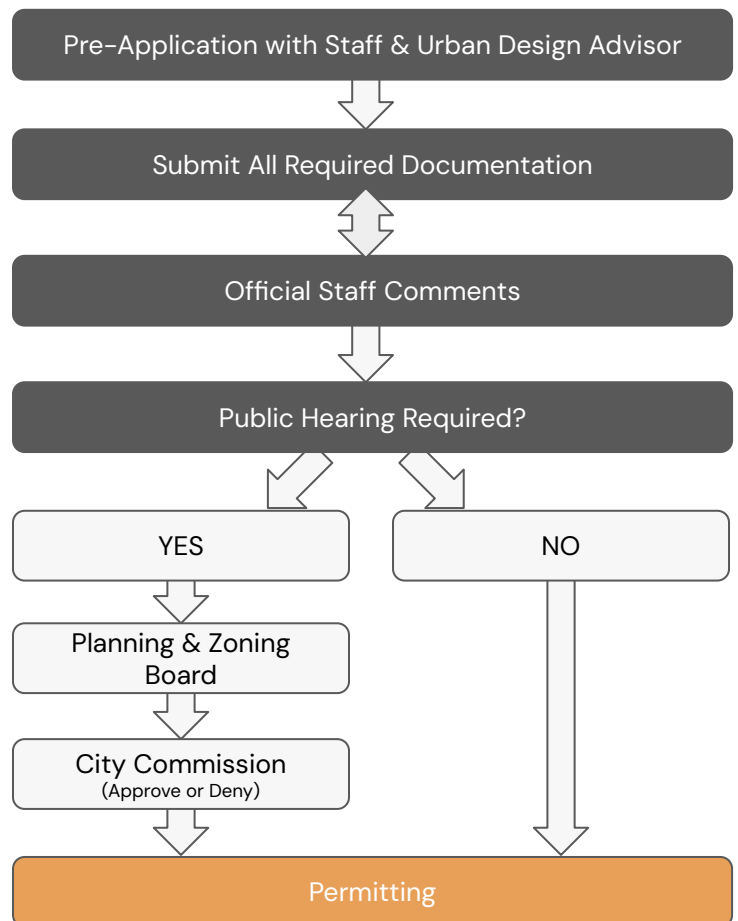 Pre-Application with Staff & Urban Design Advisor
Submit All Required Documentation
Official Staff Comments
Public Hearing Required?
YES
NO
Planning & Zoning
Board
City Commission
(Approve or Deny)
Permitting